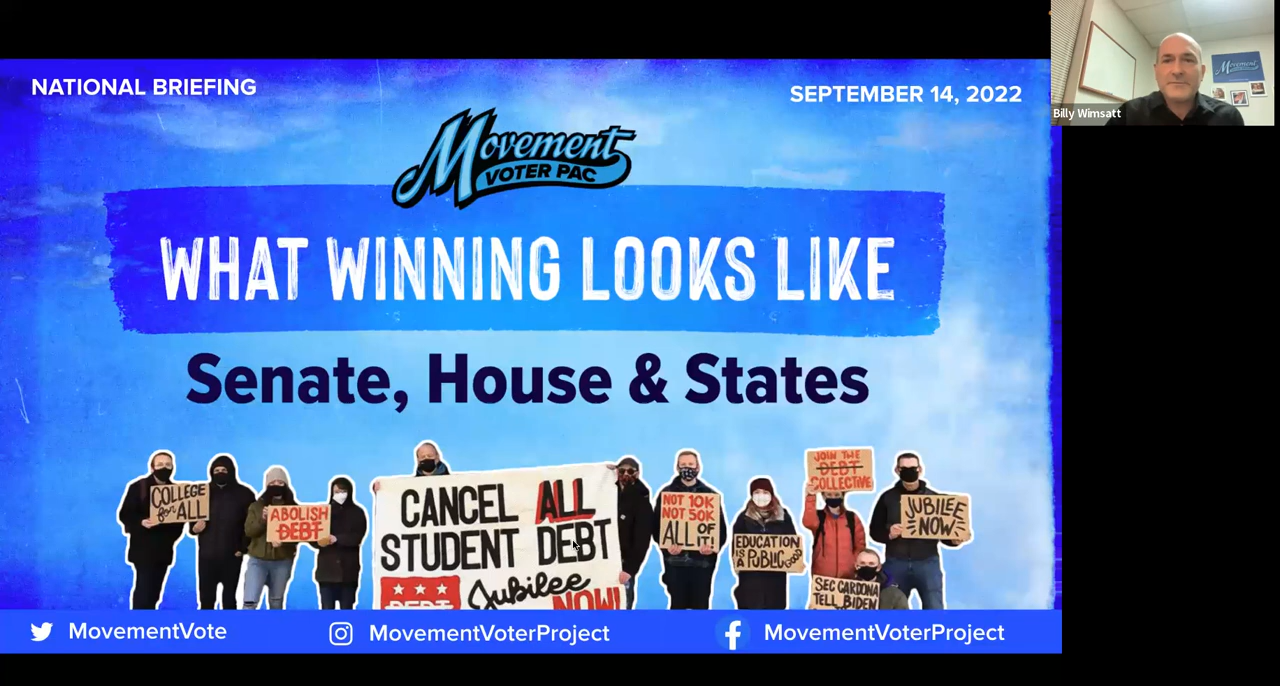 NATIONAL BRIEFING
SEPTEMBER 14, 2022
Movement
VOTER PAC
WHAT WINNING LOOKS LIKE
Senate, House & States
COLLEGE
for ALL
ABOLISH
DEBT
CANCEL ALL
STUDENT DEBT
DEBT
Jubilee
NOW!
NOT 10K
NOT 50K
ALL OF
IT!
EDUCATION
IS A PUBLIC GOOD
JOIN THE
DEBT
COLLECTIVE
JUBILEE
NOW
SEC CARDONA
TELL BIDEN
MovementVote
MovementVoterProject
MovementVoterProject
Movement
Billy Wimsatt